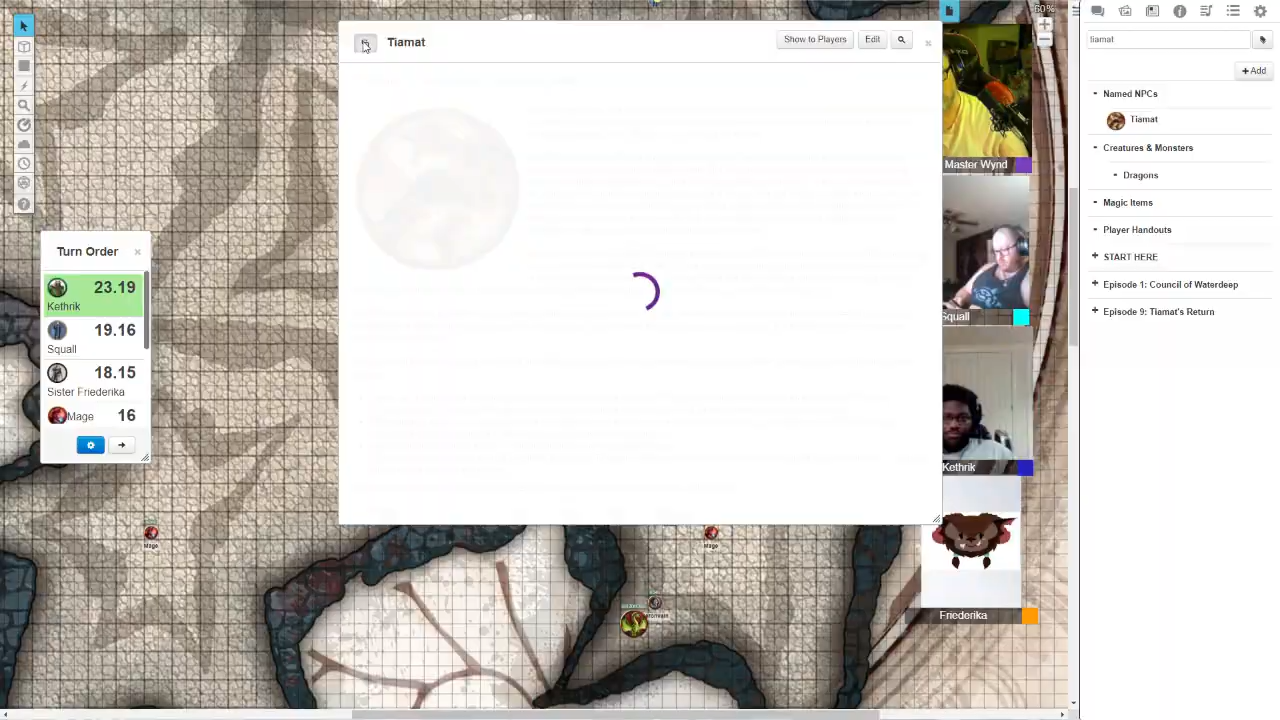 Tiamat
Show to Players
Edit
60%
tiamat
+ Add
Named NPCs
Tiamat
Creatures & Monsters
Dragons
Magic Items
Player Handouts
START HERE
Episode 1: Council of Waterdeep
Episode 9: Tiamat's Return
Master Wynd
Squall
Kethrik
Friederika
Turn Order
23.19
Kethrik
19.16
Squall
18.15
Sister Friederika
Mage 16
Mage
Mage